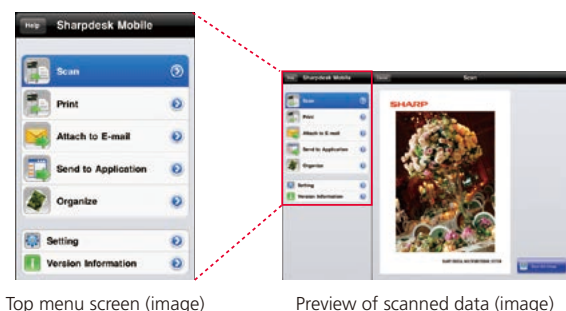 Help Sharpdesk Mobile
Scan
Print
Attach to E-mail
Send to Application
Organize
Setting
Version Information
Top menu screen (image)
Sharpdesk Mobile
Scan
Scan
Print
Attach to E-mail
Send to Application
Organize
Setting
Version Information
SHARP
Preview of scanned data (image)